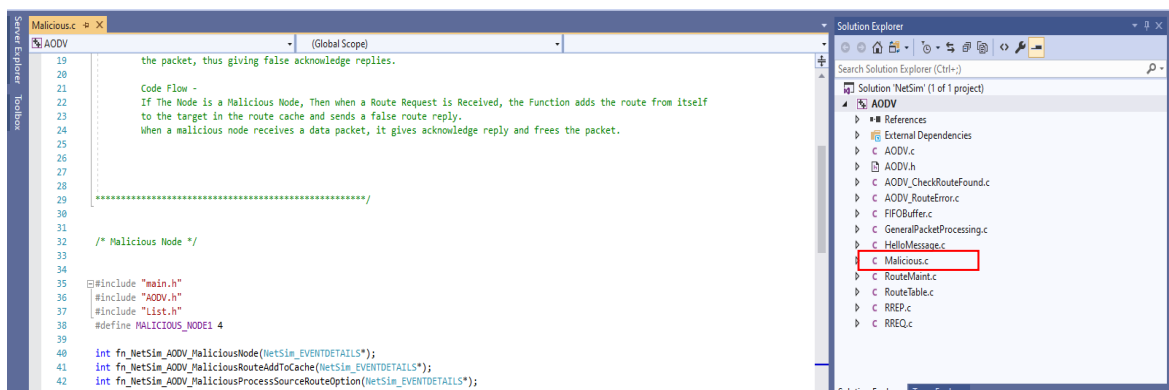 Server Explorer
Toolbox
Malicious.c
AODV
(Global Scope)
19 the packet, thus giving false acknowledge replies.
20
21 Code Flow -
22 If The Node is a Malicious Node, Then when a Route Request is Received, the Function adds the route from itself
23 to the target in the route cache and sends a false route reply.
24 When a malicious node receives a data packet, it gives acknowledge reply and frees the packet.
25
26
27
28
29 *****************************************************/
30
31
32 /* Malicious Node */
33
34
35 #include "main.h"
36 #include "AODV.h"
37 #include "List.h"
38 #define MALICIOUS_NODE1 4
39
40 int fn_NetSim_AODV_MaliciousNode(NetSim_EVENTDETAILS*);
41 int fn_NetSim_AODV_MaliciousRouteAddToCache(NetSim_EVENTDETAILS*);
42 int fn_NetSim_AODV_MaliciousProcessSourceRouteOption(NetSim_EVENTDETAILS*);
Solution Explorer
Search Solution Explorer (Ctrl+;)
Solution 'NetSim' (1 of 1 project)
AODV
References
External Dependencies
C AODV.c
AODV.h
C AODV_CheckRouteFound.c
C AODV_RouteError.c
C FIFOBuffer.c
C GeneralPacketProcessing.c
C HelloMessage.c
C Malicious.c
C RouteMaint.c
C RouteTable.c
C RREP.c
C RREQ.c